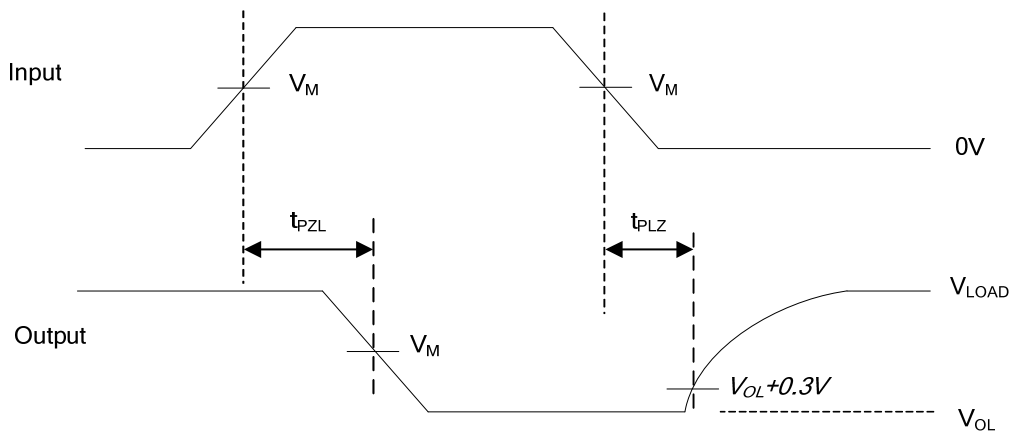 Input
V_M
V_M
0V
t_PZL
t_PLZ
V_LOAD
Output
V_M
V_OL+0.3V
V_OL